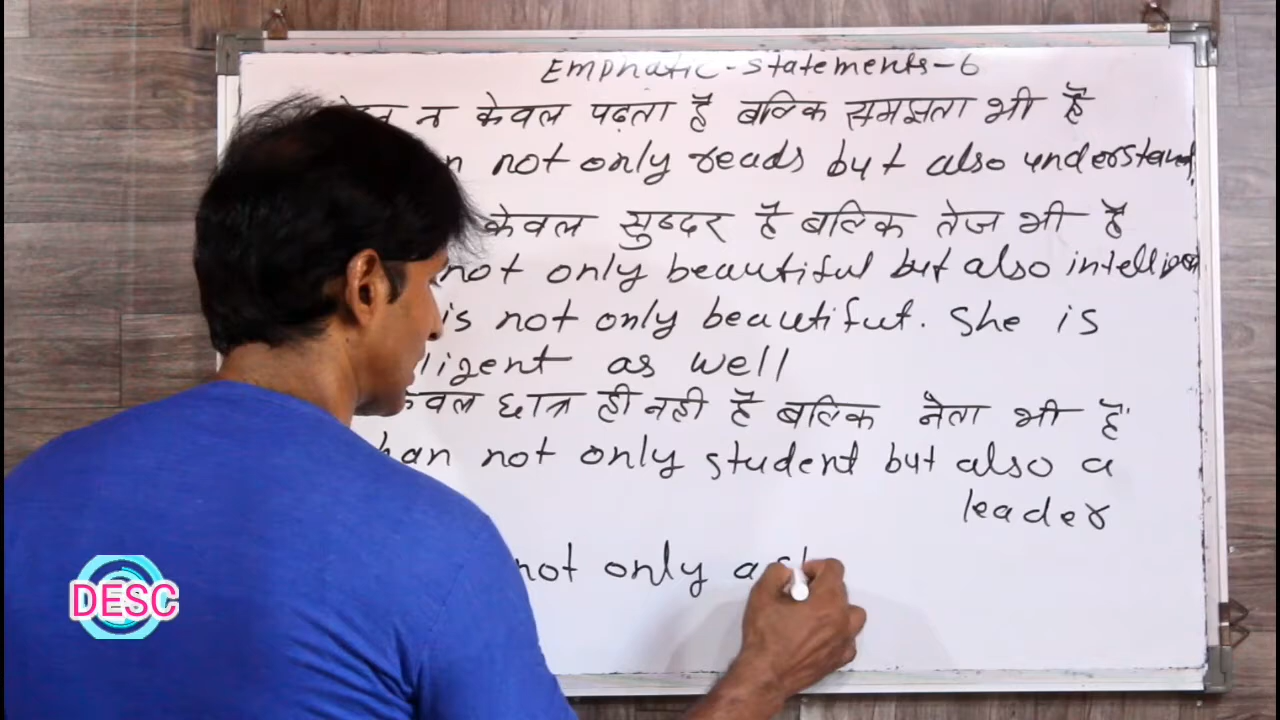 Emphatic-statements-6
न केवल पढ़ता है बल्कि समझता भी है
not only reads but also understand
केवल सुन्दर है बल्कि तेज भी है
not only beautiful but also intelligen
is not only beautiful. She is
ligent as well
केवल छात्र ही नही है बल्कि नेता भी है
han not only student but also a
leader
not only a st
DESC